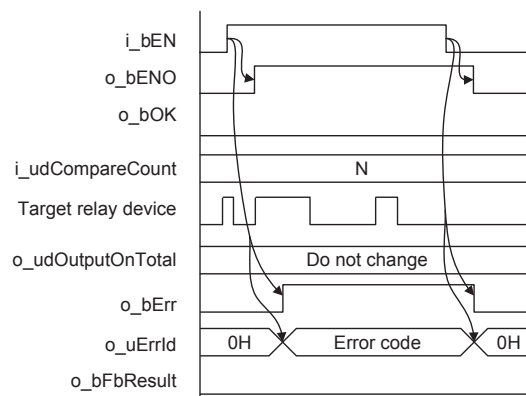 i_bEN
o_bENO
o_bOK
i_udCompareCount N
Target relay device
o_udOutputOnTotal Do not change
o_bErr
o_uErrId 0H Error code 0H
o_bFbResult